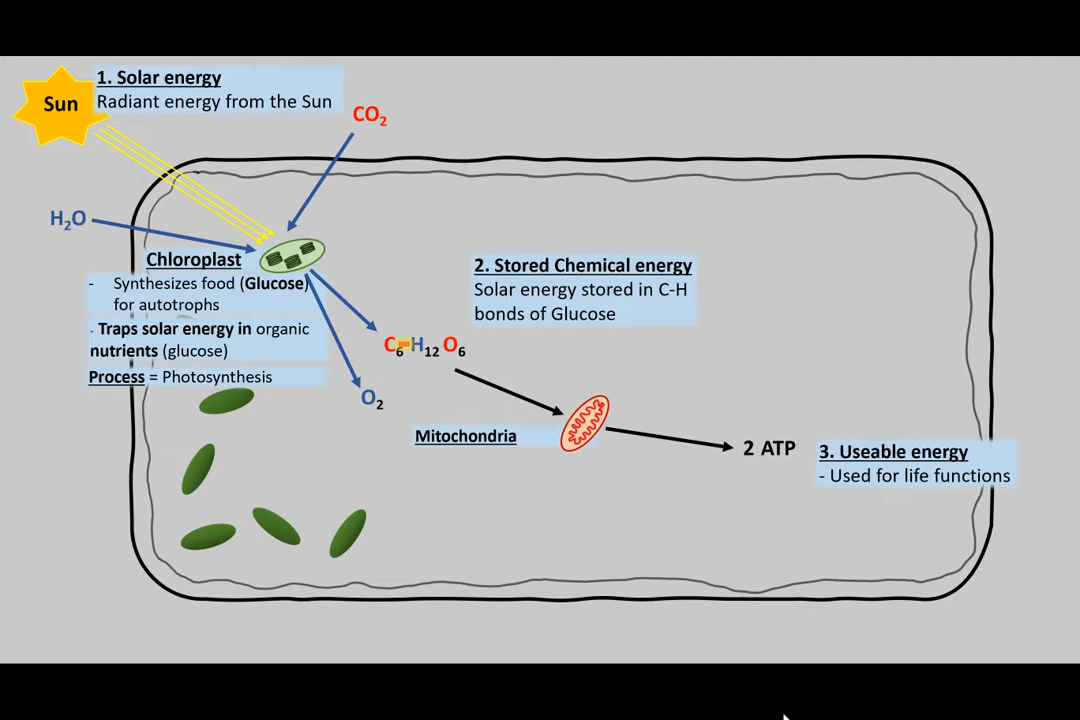 1. Solar energy
Sun
Radiant energy from the Sun
CO₂
H₂O
Chloroplast
- Synthesizes food (Glucose)
for autotrophs
- Traps solar energy in organic
nutrients (glucose)
Process = Photosynthesis
2. Stored Chemical energy
Solar energy stored in C-H
bonds of Glucose
C₆H₁₂O₆
O₂
Mitochondria
2 ATP
3. Useable energy
- Used for life functions